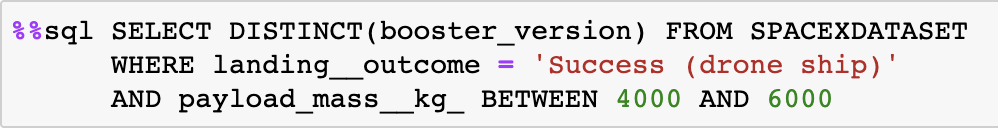 %%sql SELECT DISTINCT(booster_version) FROM SPACEXDATASET
WHERE landing__outcome = 'Success (drone ship)'
AND payload_mass__kg_ BETWEEN 4000 AND 6000